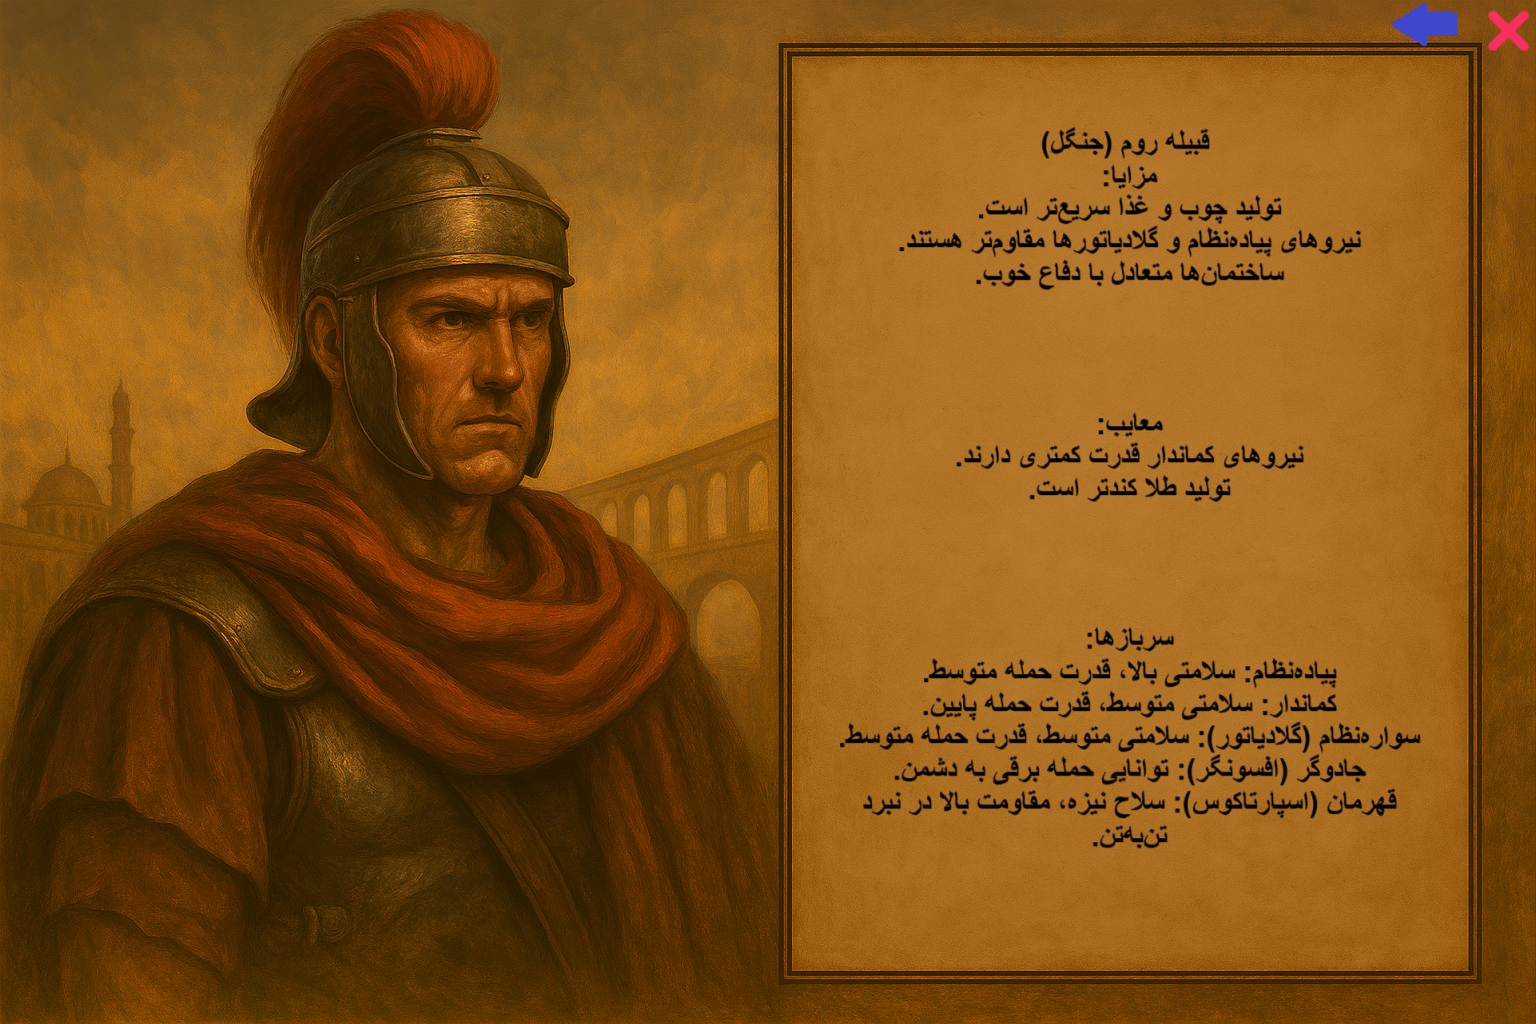 قبیله روم (جنگل)
مزایا:
تولید چوب و غذا سریع‌تر است.
نیروهای پیاده‌نظام و گلادیاتورها مقاوم‌تر هستند.
ساختمان‌ها متعادل با دفاع خوب.
معایب:
نیروهای کماندار قدرت کمتری دارند.
تولید طلا کندتر است.
سربازها:
پیاده‌نظام: سلامتی بالا، قدرت حمله متوسط.
کماندار: سلامتی متوسط، قدرت حمله پایین.
سواره‌نظام (گلادیاتور): سلامتی متوسط، قدرت حمله متوسط.
جادوگر (افسونگر): توانایی حمله برقی به دشمن.
قهرمان (اسپارتاکوس): سلاح نیزه، مقاومت بالا در نبرد
تن‌به‌تن.